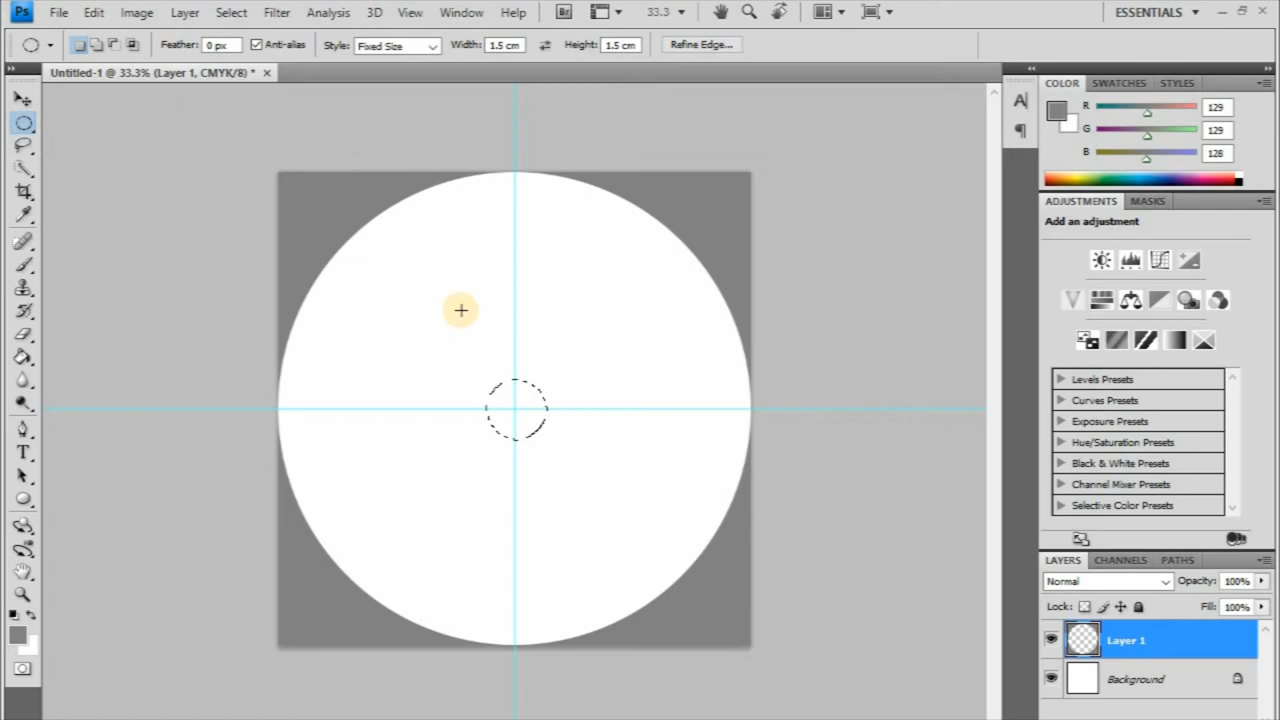 Ps File Edit Image Layer Select Filter Analysis 3D View Window Help Br 33.3 ESSENTIALS
Feather: 0 px Anti-alias Style: Fixed Size Width: 1.5 cm Height: 1.5 cm Refine Edge...
Untitled-1 @ 33.3% (Layer 1, CMYK/8) * ×
COLOR SWATCHES STYLES
R 129
G 129
B 128
ADJUSTMENTS MASKS
Add an adjustment
Levels Presets
Curves Presets
Exposure Presets
Hue/Saturation Presets
Black & White Presets
Channel Mixer Presets
Selective Color Presets
LAYERS CHANNELS PATHS
Normal Opacity: 100%
Lock: Fill: 100%
Layer 1
Background